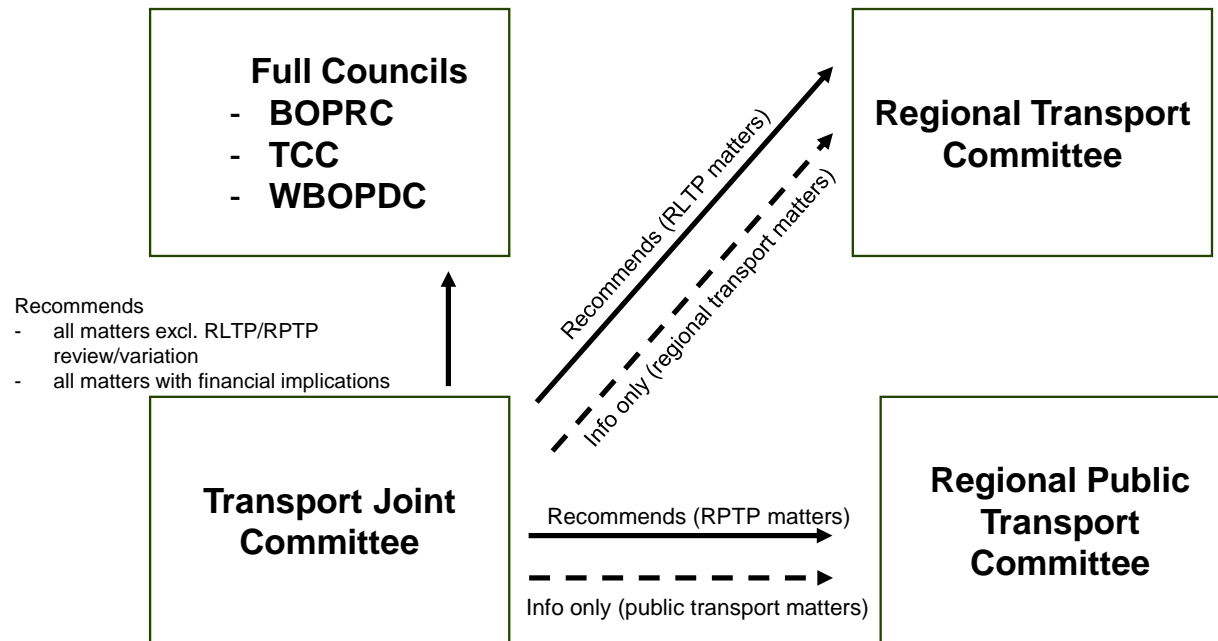 Full Councils
- BOPRC
- TCC
- WBOPDC
Regional Transport
Committee
Recommends (RLTP matters)
Info only (regional transport matters)
Recommends
- all matters excl. RLTP/RPTP
review/variation
- all matters with financial implications
Transport Joint
Committee
Recommends (RPTP matters)
Info only (public transport matters)
Regional Public
Transport
Committee